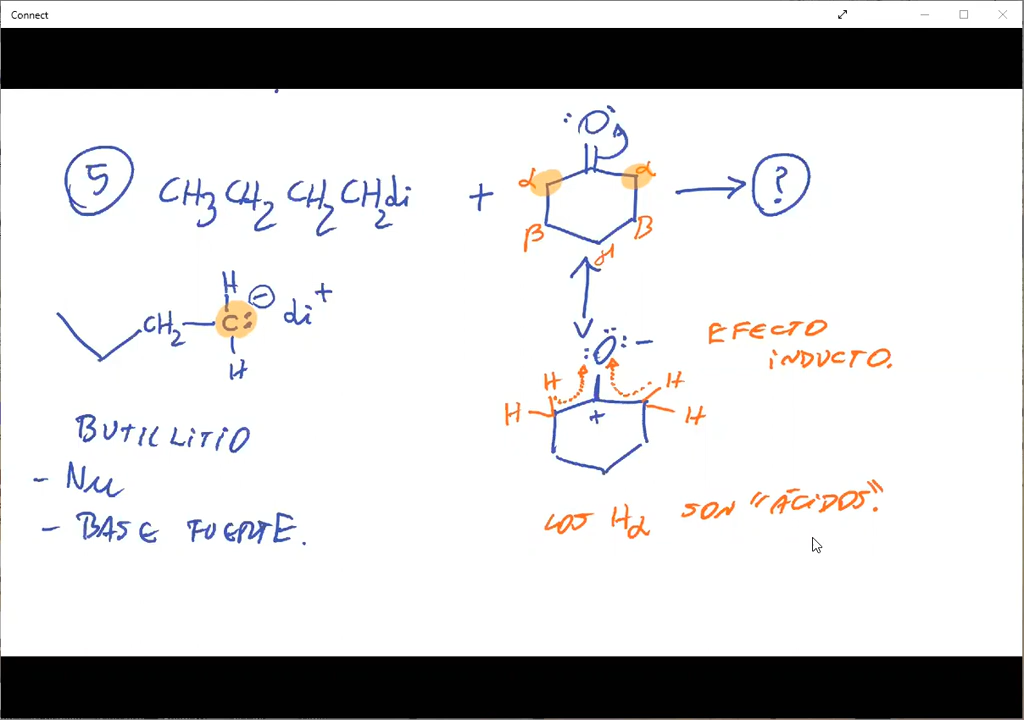 Connect
5 CH3CH2CH2CH2Li + ?
:O:
α α
β β
γ
H
CH2 – C: ⊖ Li+
H
:O: –
EFECTO
INDUCTO.
H H
H H
+
BUTILLITIO
- Nu
- BASE FUERTE.
LOS Hα SON "ÁCIDOS".